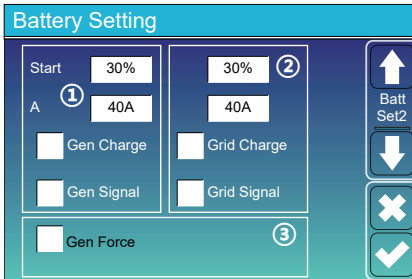 Battery Setting
Start 30% 30% ②
A ① 40A 40A
Gen Charge Grid Charge
Gen Signal Grid Signal
Gen Force ③
Batt
Set2